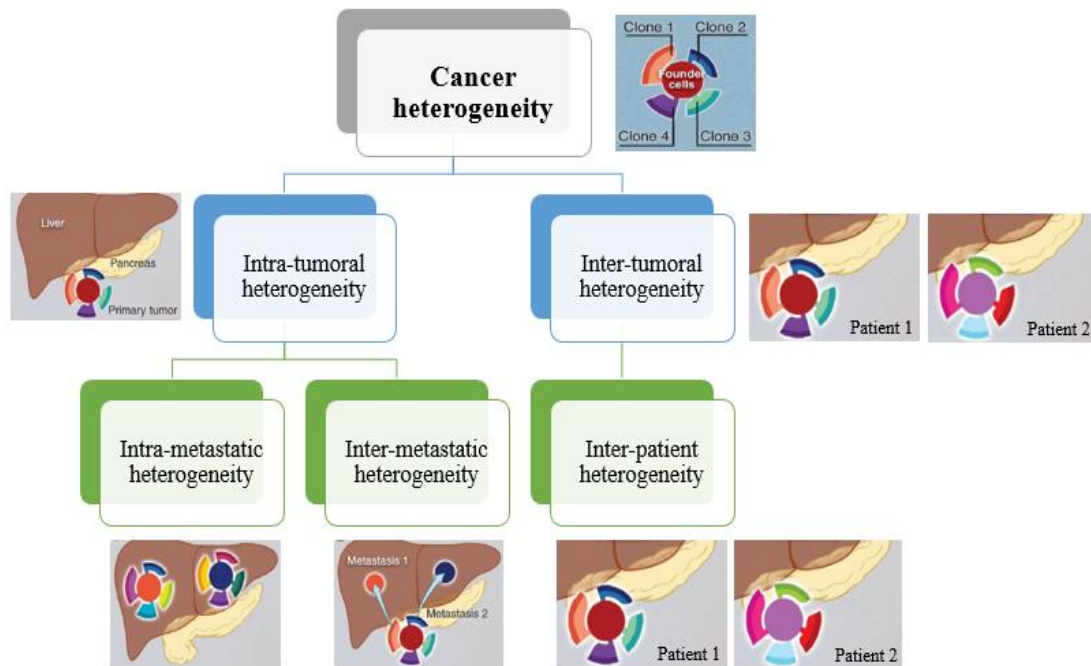 Cancer
heterogeneity
Clone 1
Clone 2
Founder
cells
Clone 4
Clone 3
Liver
Pancreas
Primary tumor
Intra-tumoral
heterogeneity
Inter-tumoral
heterogeneity
Patient 1
Patient 2
Intra-metastatic
heterogeneity
Inter-metastatic
heterogeneity
Inter-patient
heterogeneity
Metastasis 1
Metastasis 2
Patient 1
Patient 2